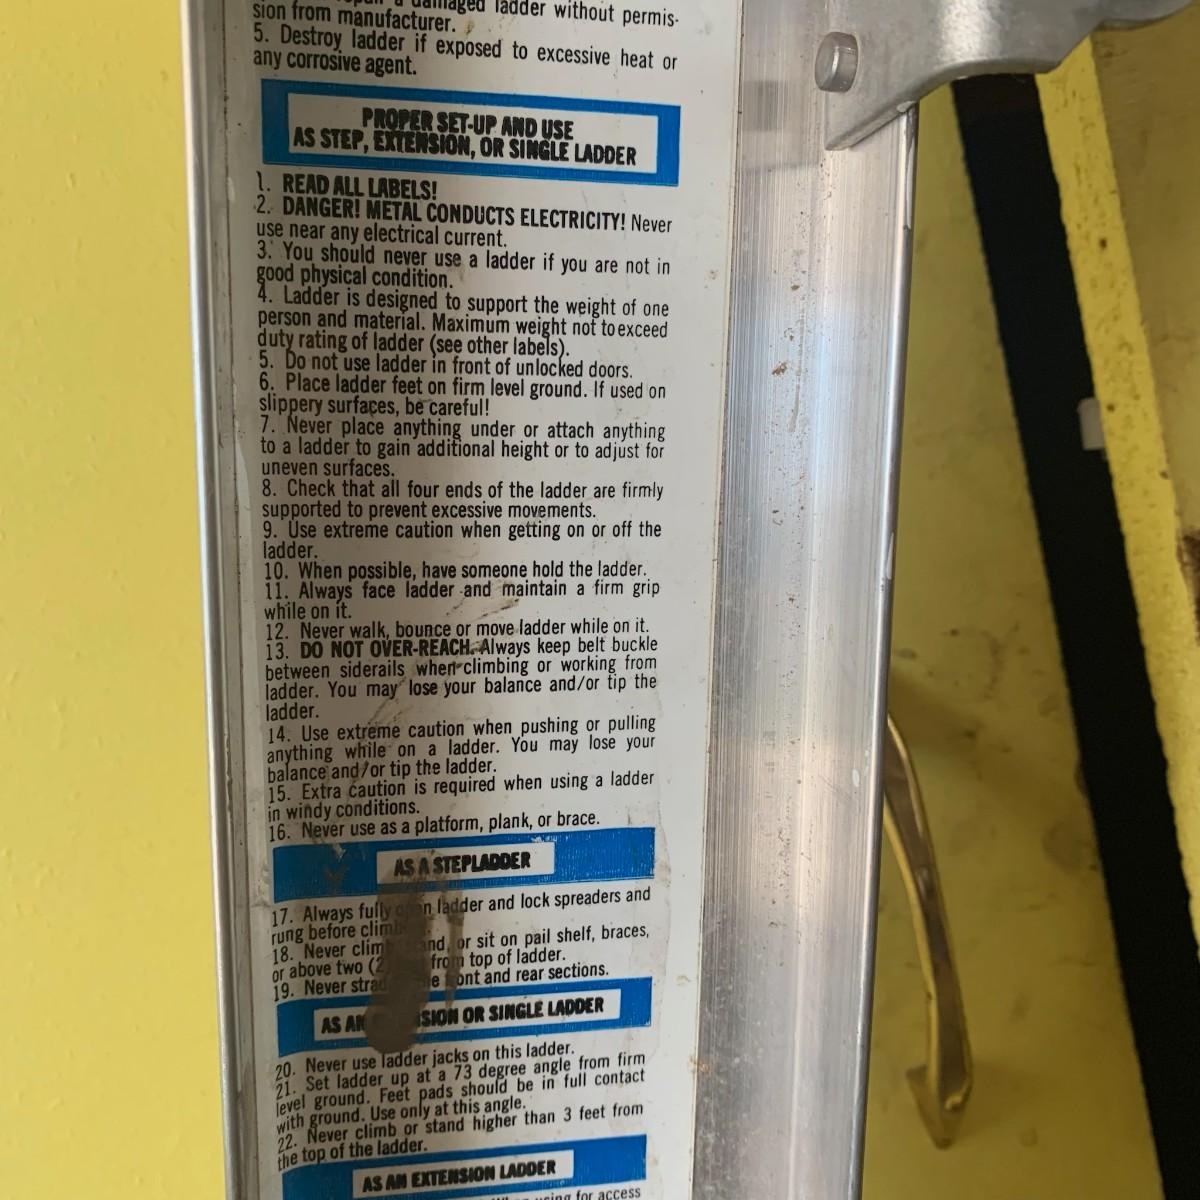 damaged ladder without permis-
sion from manufacturer.
5. Destroy ladder if exposed to excessive heat or
any corrosive agent.
PROPER SET-UP AND USE
AS STEP, EXTENSION, OR SINGLE LADDER
1. READ ALL LABELS!
2. DANGER! METAL CONDUCTS ELECTRICITY! Never
use near any electrical current.
3. You should never use a ladder if you are not in
good physical condition.
4. Ladder is designed to support the weight of one
person and material. Maximum weight not to exceed
duty rating of ladder (see other labels).
5. Do not use ladder in front of unlocked doors.
6. Place ladder feet on firm level ground. If used on
slippery surfaces, be careful!
7. Never place anything under or attach anything
to a ladder to gain additional height or to adjust for
uneven surfaces.
8. Check that all four ends of the ladder are firmly
supported to prevent excessive movements.
9. Use extreme caution when getting on or off the
ladder.
10. When possible, have someone hold the ladder.
11. Always face ladder and maintain a firm grip
while on it.
12. Never walk, bounce or move ladder while on it.
13. DO NOT OVER-REACH. Always keep belt buckle
between siderails when climbing or working from
ladder. You may lose your balance and/or tip the
ladder.
14. Use extreme caution when pushing or pulling
anything while on a ladder. You may lose your
balance and/or tip the ladder.
15. Extra caution is required when using a ladder
in windy conditions.
16. Never use as a platform, plank, or brace.
AS A STEPLADDER
17. Always fully open ladder and lock spreaders and
rung before
18. Never or sit on pail shelf, braces,
or above two from top of ladder.
19. Never front and rear sections.
AS AN OR SINGLE LADDER
20. Never use ladder jacks on this ladder.
21. Set ladder up at a 73 degree angle from firm
level ground. Feet pads should be in full contact
with ground. Use only at this angle.
22. Never climb or stand higher than 3 feet from
the top of the ladder.
AS AN EXTENSION LADDER
using for access